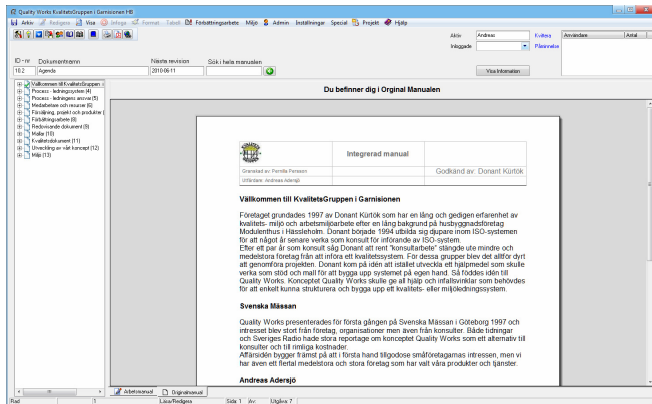 Quality Works KvalitetsGruppen i Garnisionen HB
Arkiv Redigera Visa Infoga Format Tabell Förbättringsarbete Miljö Admin Inställningar Special Projekt Hjälp
Aktiv Andreas Kvittera Användare Antal
Inloggade Påminnelse
ID-nr Dokumentnamn Nästa revision Sök i hela manualen
10.2 Agenda 2010-06-11 Visa Information
Du befinner dig i Orginal Manualen
Välkommen till KvalitetsGruppen i
Process - ledningssystem (4)
Process - ledningens ansvar (5)
Medarbetare och resurser (6)
Försäljning, projekt och produkter (
Förbättringsarbete (8)
Redovisande dokument (9)
Mallar (10)
Kvalitetsdokument (11)
Utveckling av vårt koncept (12)
Miljö (13)
Integrerad manual
Granskad av: Pernilla Persson Godkänd av: Donant Kürtök
Utfärdare: Andreas Adersjö
Välkommen till KvalitetsGruppen i Garnisionen
Företaget grundades 1997 av Donant Kürtök som har en lång och gedigen erfarenhet av
kvalitets- miljö och arbetsmiljöarbete efter en lång bakgrund på husbyggnadsföretag
Modulenthus i Hässleholm. Donant började 1994 utbilda sig djupare inom ISO-systemen
för att något år senare verka som konsult för införande av ISO-system.
Efter ett par år som konsult såg Donant att rent "konsultarbete" stängde ute mindre och
medelstora företag från att införa ett kvalitetssystem. För dessa grupper blev det alltför dyrt
att genomföra projekten. Donant kom på idén att istället utveckla ett hjälpmedel som skulle
verka som stöd och mall för att bygga upp systemet på egen hand. Så föddes idén till
Quality Works. Konceptet Quality Works skulle ge all hjälp och infallsvinklar som behövdes
för att enkelt kunna strukturera och bygga upp ett kvalitets- eller miljöledningssystem.
Svenska Mässan
Quality Works presenterades för första gången på Svenska Mässan i Göteborg 1997 och
intresset blev stort från företag, organisationer men även från konsulter. Både tidningar
och Sveriges Radio hade stora reportage om konceptet Quality Works som ett alternativ till
konsulter och till rimliga kostnader.
Affärsidén bygger främst på att i första hand tillgodose småföretagarnas intressen, men vi
har även ett flertal medelstora och stora företag som har valt våra produkter och tjänster.
Andreas Adersjö
Arbetsmanual Originalmanual
Rad 1 Läsa/Redigera Sida: 1 Av: Utgåva: 7